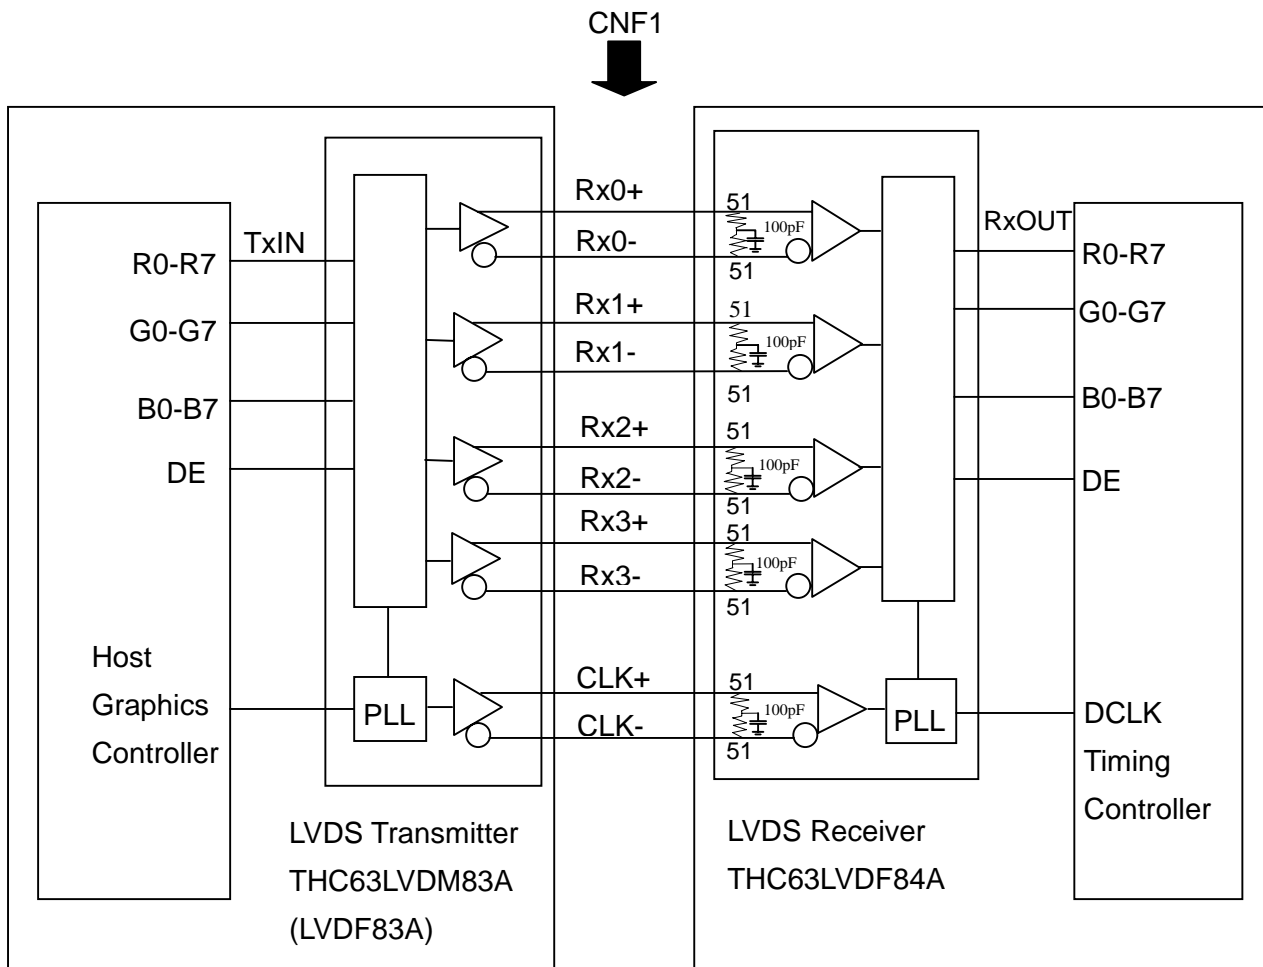 CNF1
TxIN
R0-R7
G0-G7
B0-B7
DE
Host
Graphics
Controller
PLL
LVDS Transmitter
THC63LVDM83A
(LVDF83A)
Rx0+
Rx0-
Rx1+
Rx1-
Rx2+
Rx2-
Rx3+
Rx3-
CLK+
CLK-
51
100pF
51
51
100pF
51
51
100pF
51
51
100pF
51
51
100pF
51
PLL
LVDS Receiver
THC63LVDF84A
RxOUT
R0-R7
G0-G7
B0-B7
DE
DCLK
Timing
Controller